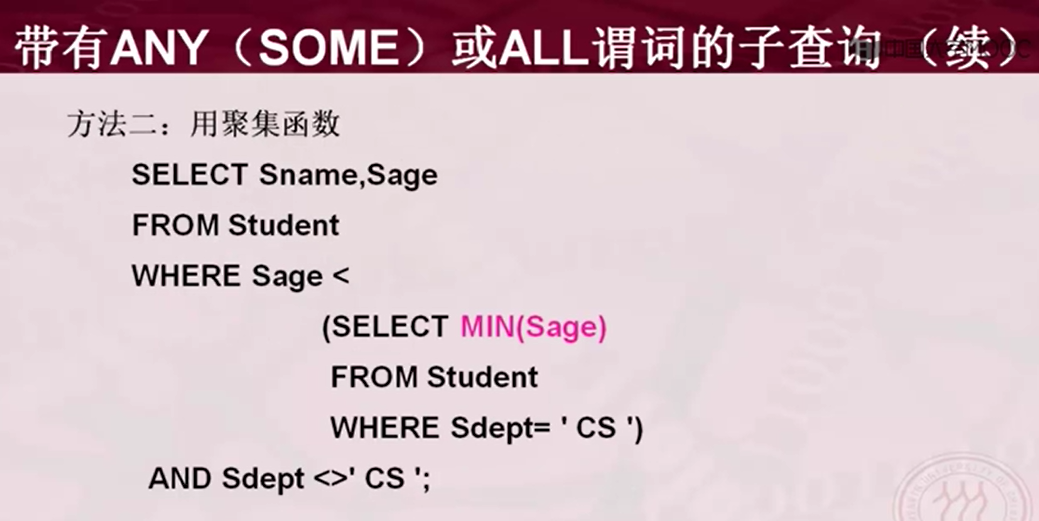 带有ANY（SOME）或ALL谓词的子查询（续）
方法二：用聚集函数
SELECT Sname,Sage
FROM Student
WHERE Sage <
(SELECT MIN(Sage)
FROM Student
WHERE Sdept= ' CS ')
AND Sdept <>' CS ';